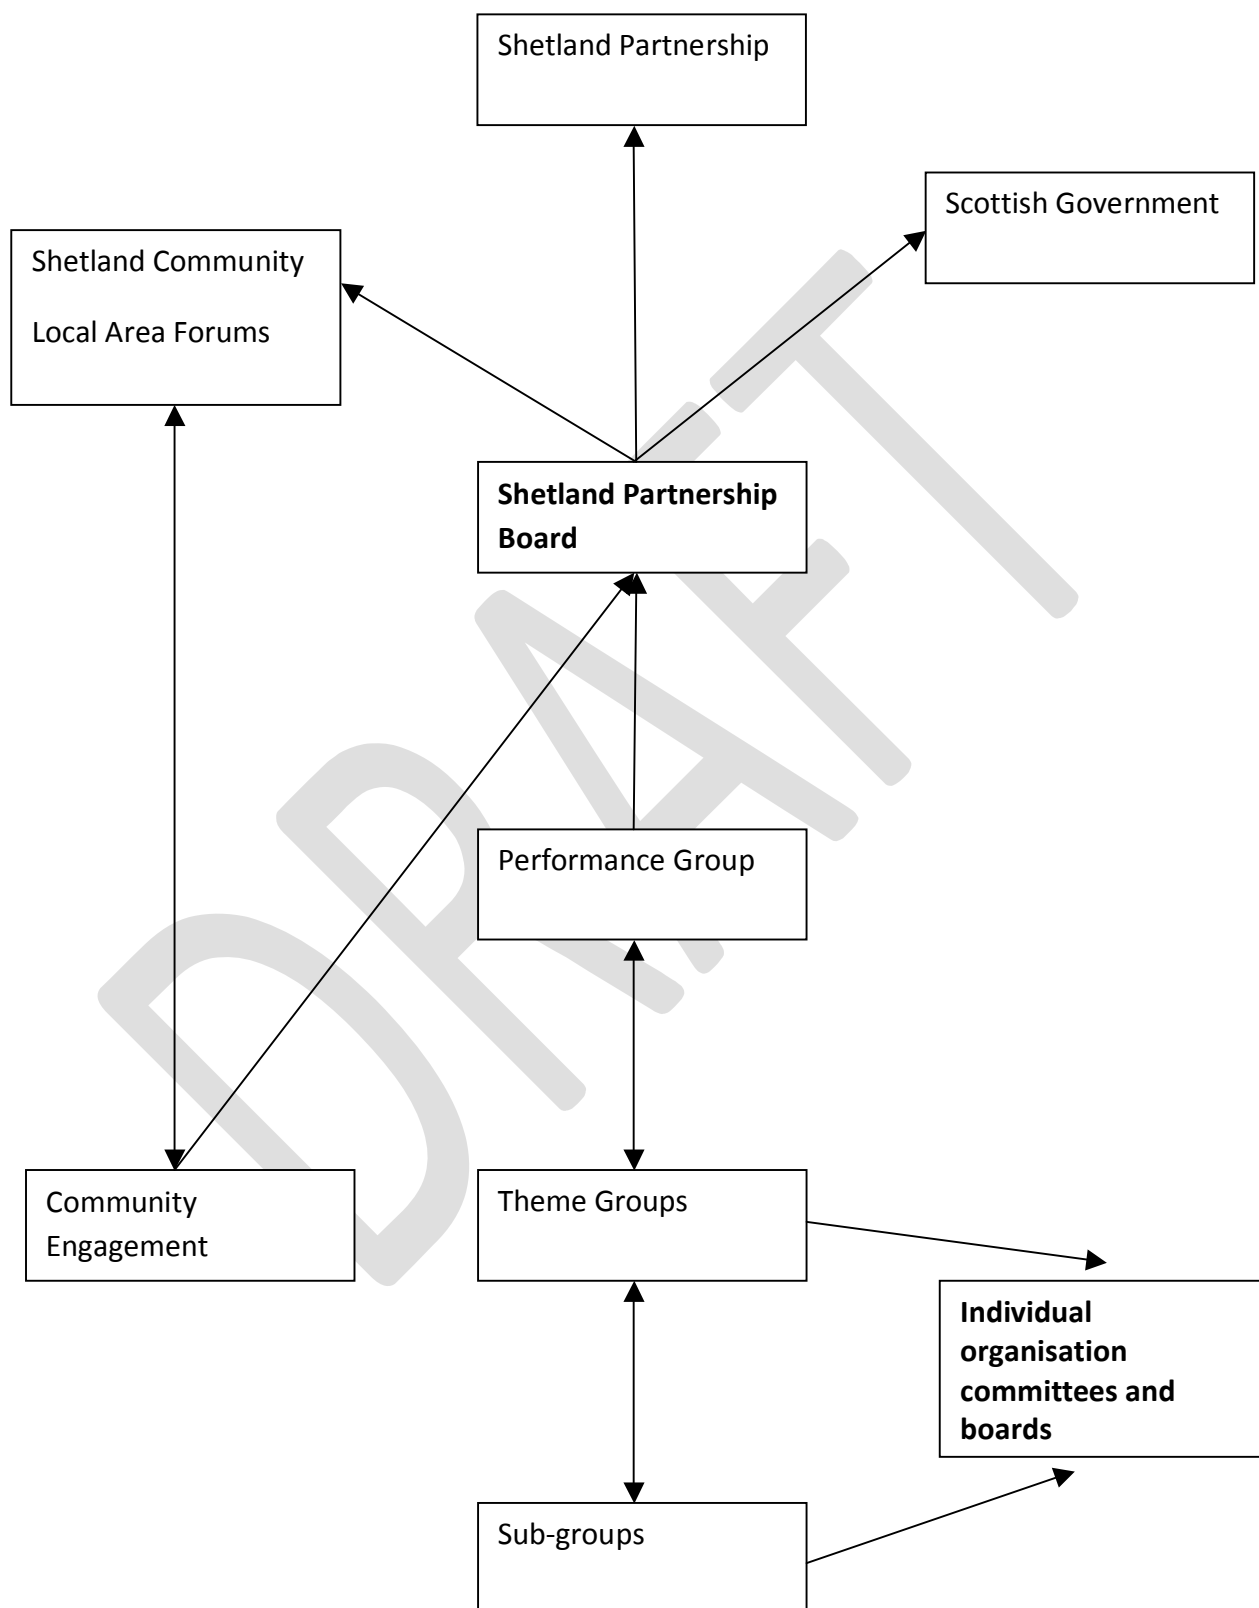 Shetland Partnership
Scottish Government
Shetland Community
Local Area Forums
Shetland Partnership
Board
Performance Group
Community
Engagement
Theme Groups
Individual
organisation
committees and
boards
Sub-groups
DRAFT